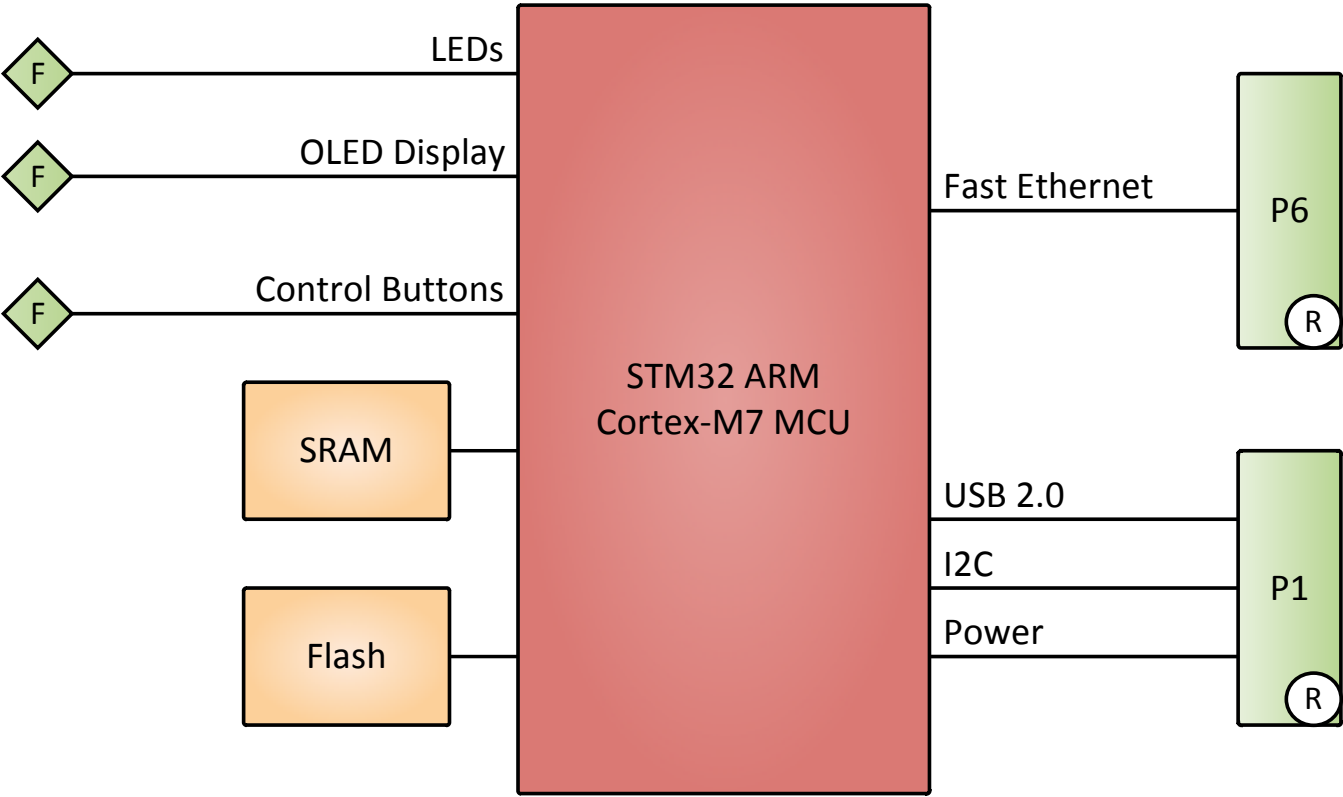 LEDs
F
OLED Display
F
Fast Ethernet
P6
Control Buttons
F
R
STM32 ARM
Cortex-M7 MCU
SRAM
USB 2.0
I2C
P1
Power
Flash
R